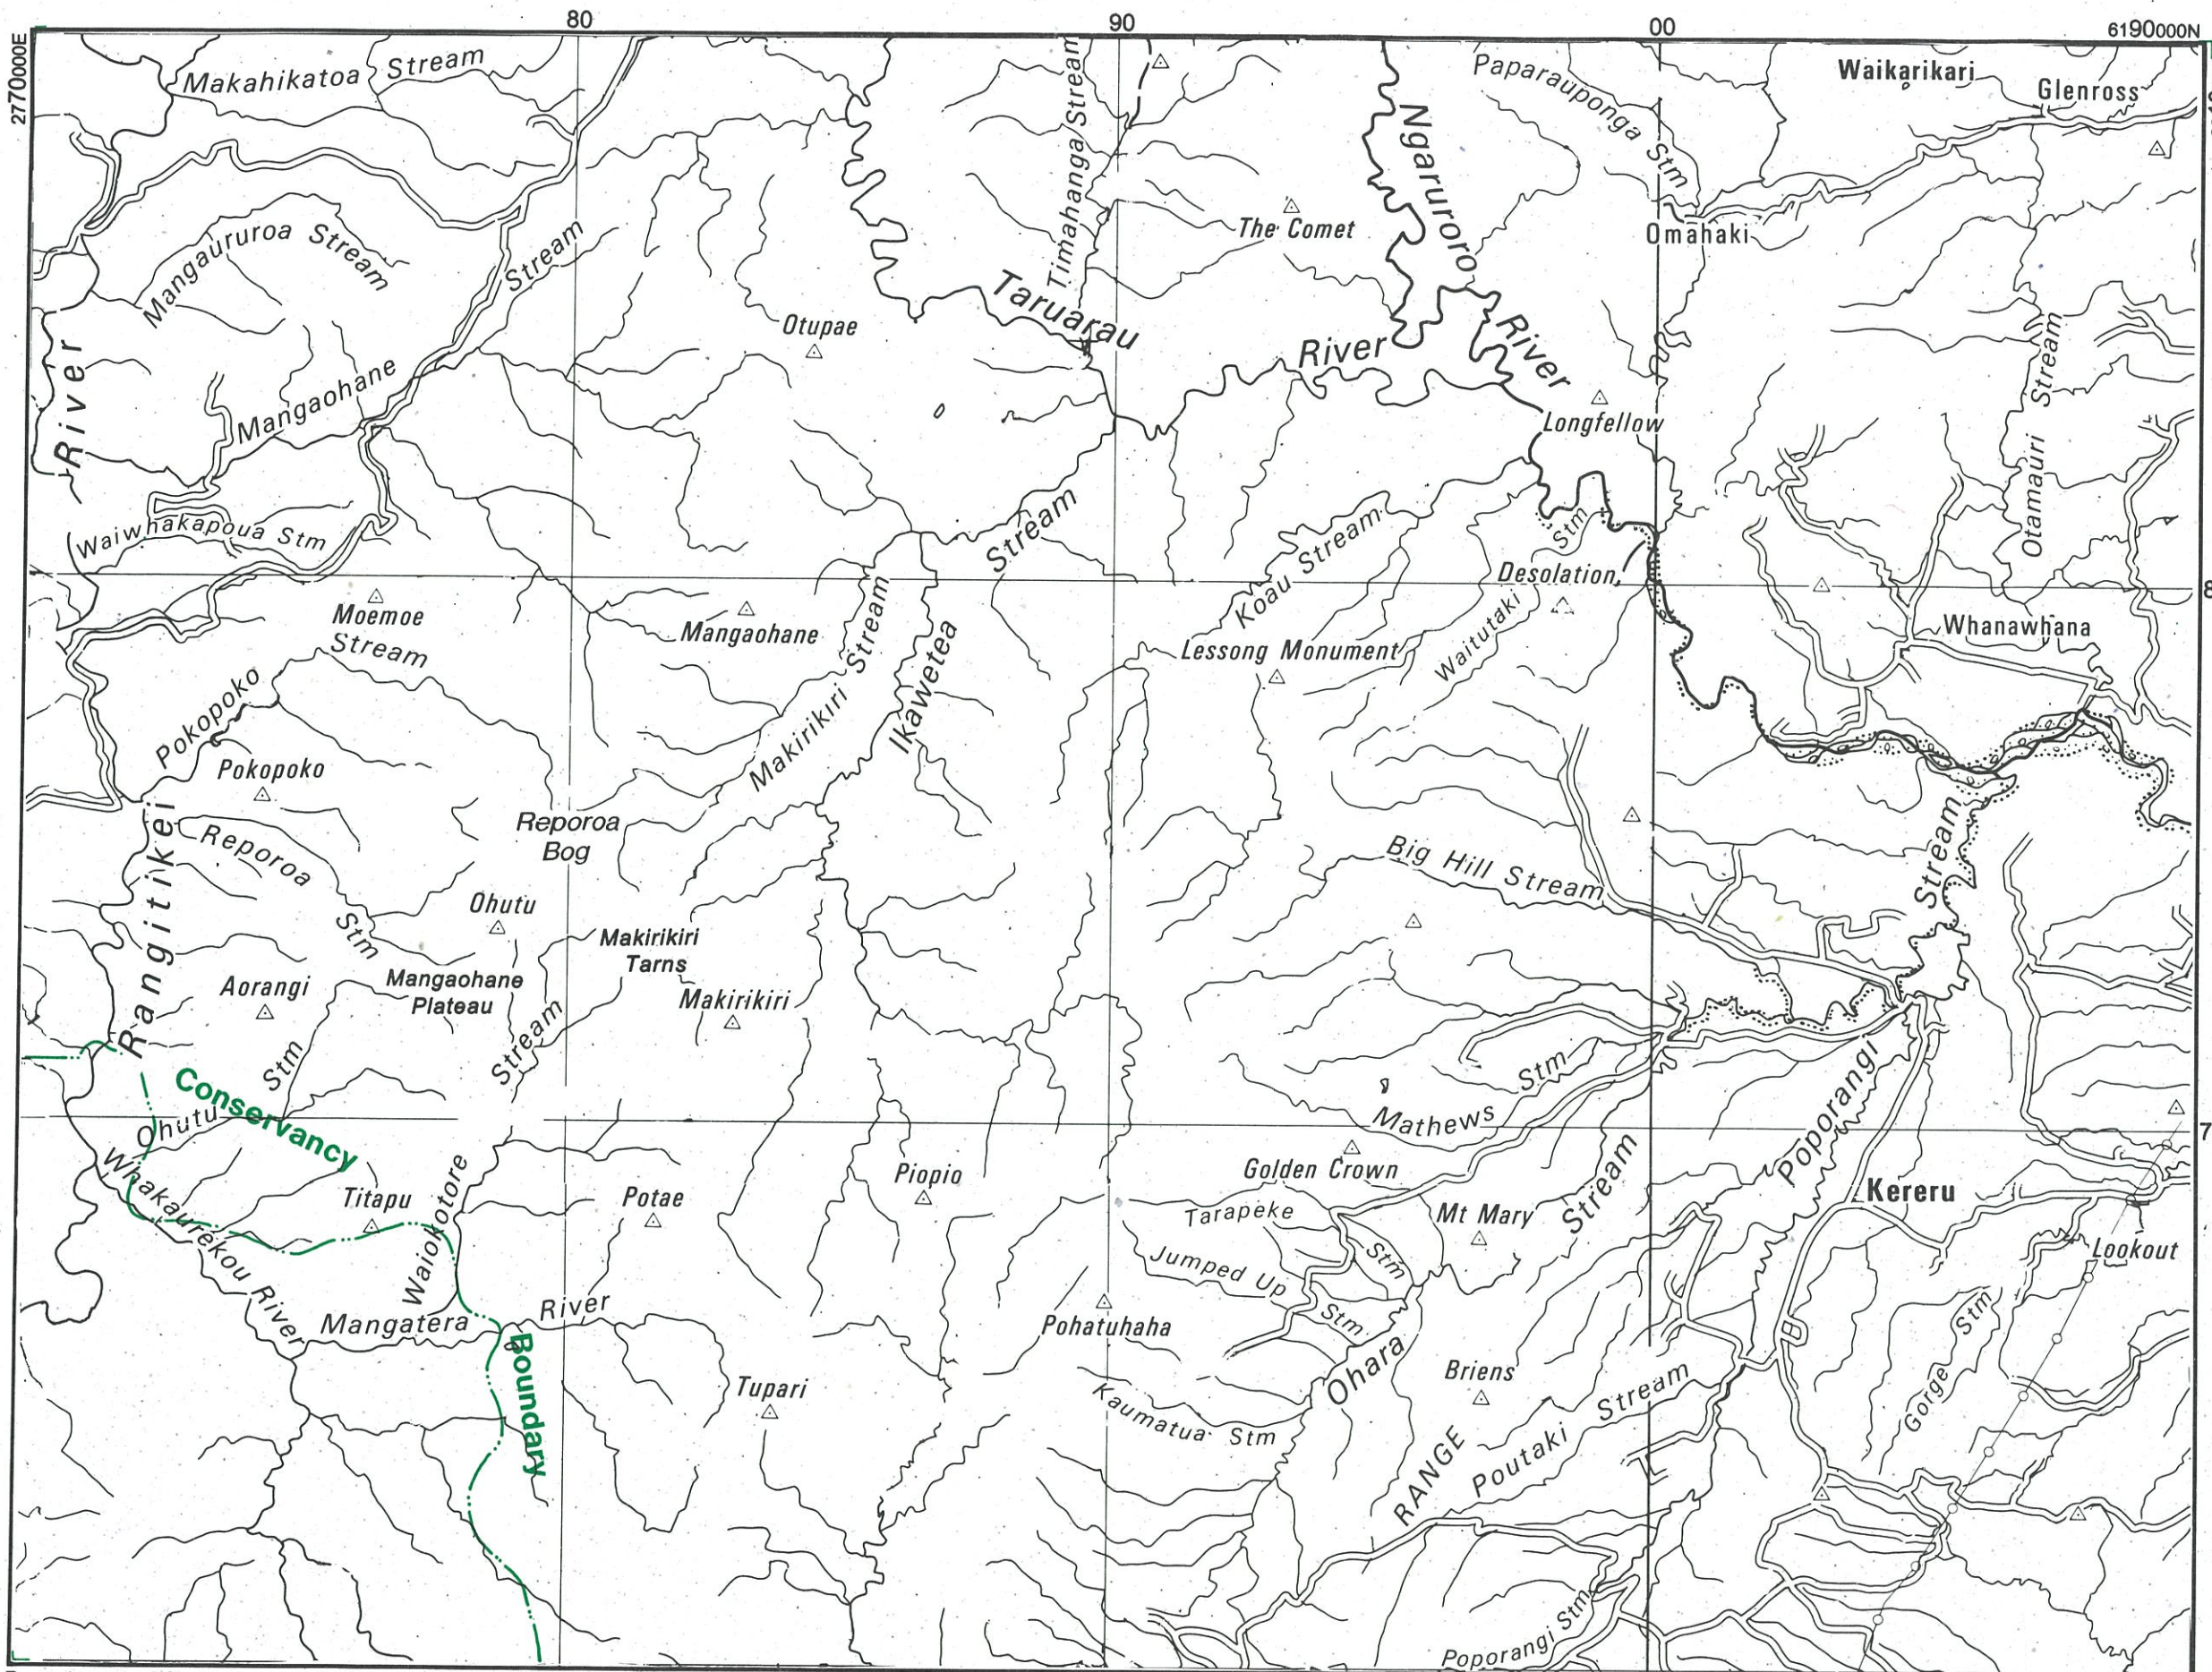 80
90
00
6190000N
2770000E
Makahikatoa Stream
Timahanga Stream
Ngaruroro River
Paparauponga Stm
Waikarikari
Glenross
Mangaururoa Stream
Mangaohane Stream
The Comet
Omahaki
River
Otupae
Taruarau River
Longfellow
Otamauri Stream
Waiwhakapoua Stm
Ikawetea Stream
Koau Stream
Waitutaki Stm
Desolation
8
Moemoe
Mangaohane
Makirikiri Stream
Lessong Monument
Whanawhana
Pokopoko Stream
Pokopoko
Rangitikei
Reporoa Stm
Reporoa
Bog
Big Hill Stream
Poporangi Stream
Ohutu
Makirikiri
Tarns
Aorangi
Mangaohane
Plateau
Makirikiri
Ohutu Stm
Waiokotore Stream
Conservancy Boundary
Mathews Stm
7
Whakaurekou River
Titapu
Potae
Piopio
Golden Crown
Tarapeke Stm
Mt Mary
Ohara Stream
Kereru
Lookout
Jumped Up Stm
Mangatera River
Pohatuhaha
Gorge Stm
Tupari
Kaumatua Stm
Briens
RANGE
Poutaki Stream
Poporangi Stm